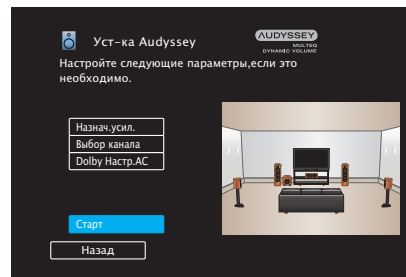 Уст-ка Audyssey
AUDYSSEY
MULTEQ
DYNAMIC VOLUME
Настройте следующие параметры,если это
необходимо.
Назнач.усил.
Выбор канала
Dolby Настр.АС
Старт
Назад